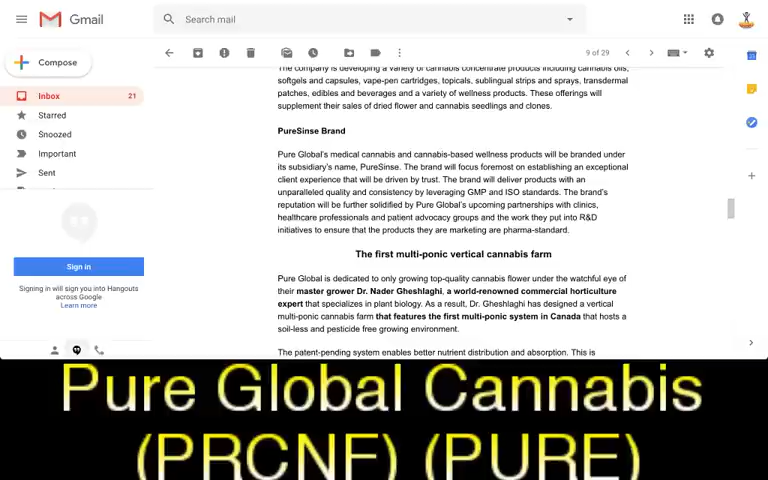 Gmail
Search mail
9 of 29
Compose
Inbox 21
Starred
Snoozed
Important
Sent
Sign in
Signing in will sign you into Hangouts
across Google
Learn more
The company is developing a variety of cannabis concentrate products including cannabis oils,
softgels and capsules, vape-pen cartridges, topicals, sublingual strips and sprays, transdermal
patches, edibles and beverages and a variety of wellness products. These offerings will
supplement their sales of dried flower and cannabis seedlings and clones.
PureSinse Brand
Pure Global's medical cannabis and cannabis-based wellness products will be branded under
its subsidiary's name, PureSinse. The brand will focus foremost on establishing an exceptional
client experience that will be driven by trust. The brand will deliver products with an
unparalleled quality and consistency by leveraging GMP and ISO standards. The brand's
reputation will be further solidified by Pure Global's upcoming partnerships with clinics,
healthcare professionals and patient advocacy groups and the work they put into R&D
initiatives to ensure that the products they are marketing are pharma-standard.
The first multi-ponic vertical cannabis farm
Pure Global is dedicated to only growing top-quality cannabis flower under the watchful eye of
their master grower Dr. Nader Gheshlaghi, a world-renowned commercial horticulture
expert that specializes in plant biology. As a result, Dr. Gheshlaghi has designed a vertical
multi-ponic cannabis farm that features the first multi-ponic system in Canada that hosts a
soil-less and pesticide free growing environment.
The patent-pending system enables better nutrient distribution and absorption. This is
Pure Global Cannabis
(PRCNF) (PURE)